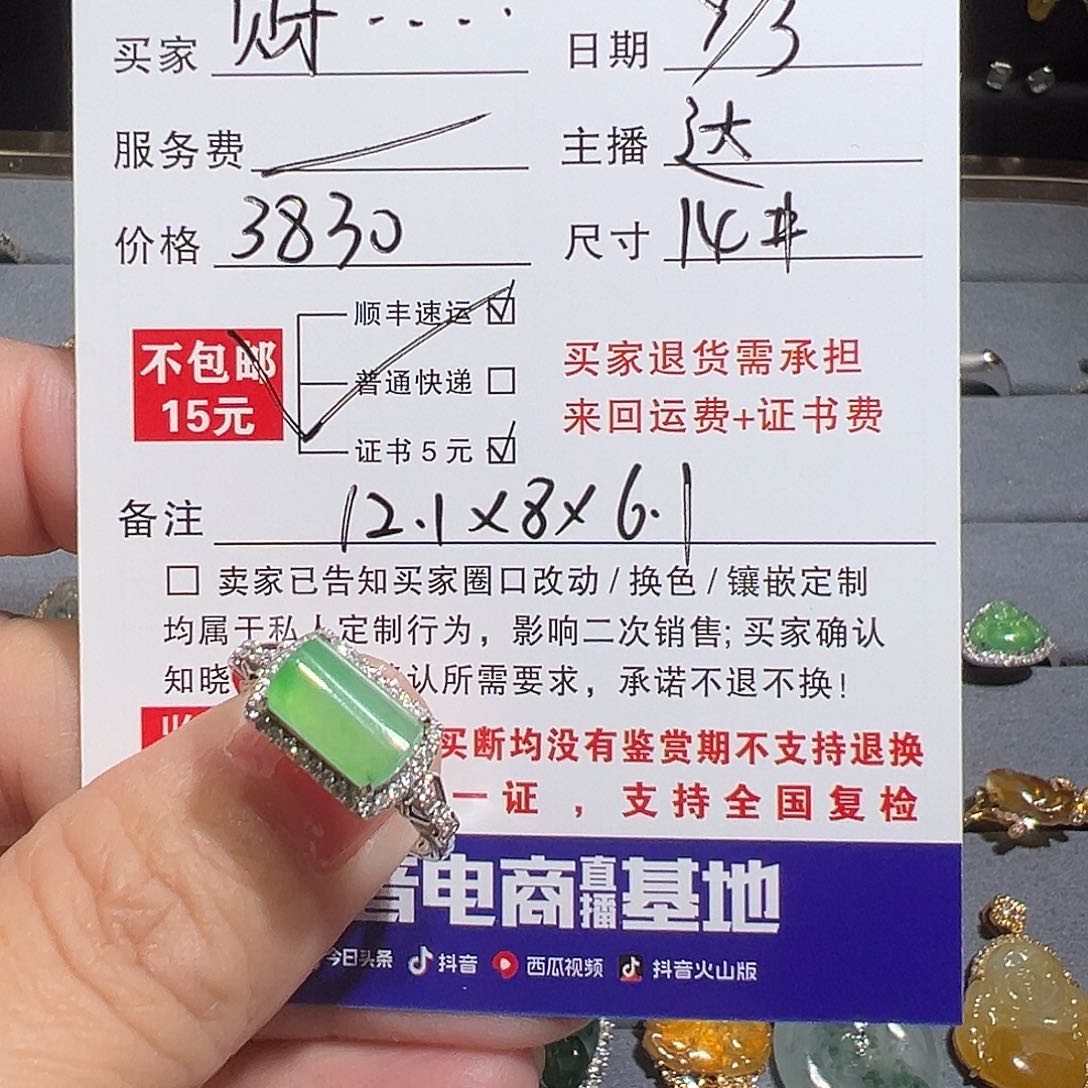 买家 财.... 日期 9/3
服务费 主播 达
价格 3830 尺寸 14#
顺丰速运
不包邮 普通快递 买家退货需承担
15元 证书5元 来回运费+证书费
备注 12.1×8×6.1
卖家已告知买家圈口改动/换色/镶嵌定制
均属于私人定制行为，影响二次销售;买家确认
知晓 认所需要求，承诺不退不换!
买断均没有鉴赏期不支持退换
一证，支持全国复检
音电商直播基地
今日头条 抖音 西瓜视频 抖音火山版